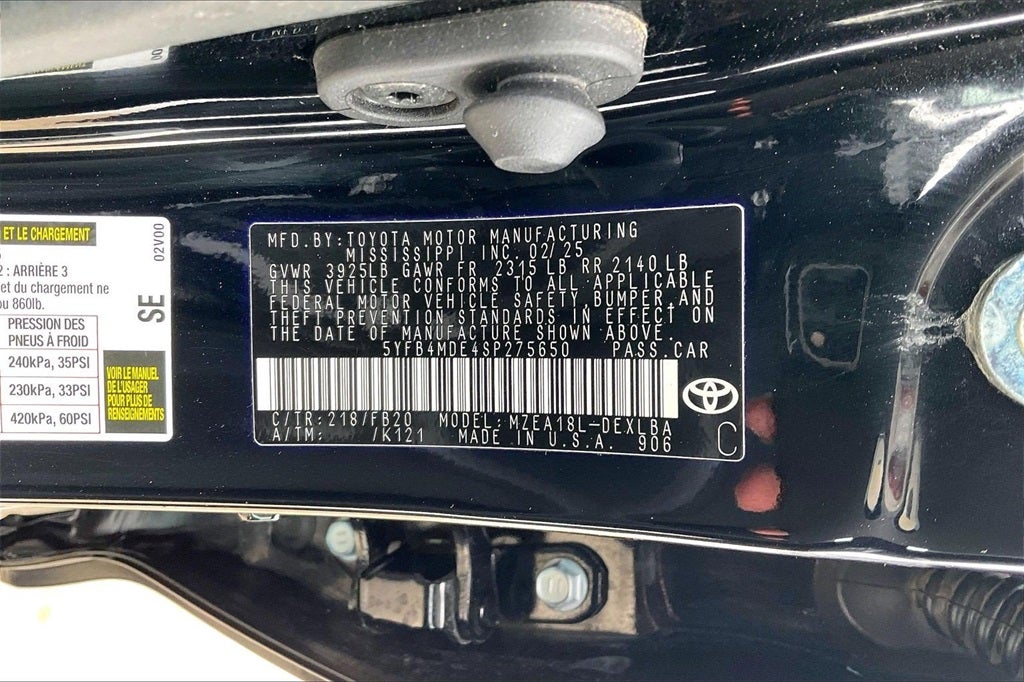 ET LE CHARGEMENT
02V00
2 : ARRIÈRE 3
et du chargement ne
ou 860lb.
SE
PRESSION DES
PNEUS À FROID
240kPa, 35PSI
230kPa, 33PSI
420kPa, 60PSI
VOIR LE MANUEL
DE L'USAGER
POUR PLUS DE
RENSEIGNEMENTS
MFD.BY:TOYOTA MOTOR MANUFACTURING
MISSISSIPPI INC. 02/25
GVWR 3925LB GAWR FR 2315LB RR 2140LB
THIS VEHICLE CONFORMS TO ALL APPLICABLE
FEDERAL MOTOR VEHICLE SAFETY,BUMPER,AND
THEFT PREVENTION STANDARDS IN EFFECT ON
THE DATE OF MANUFACTURE SHOWN ABOVE.
5YFB4MDE4SP275650 PASS.CAR
C/TR:218/FB20 MODEL:MZEA18L-DEXLBA
A/TM: /K121 MADE IN U.S.A. 906
C